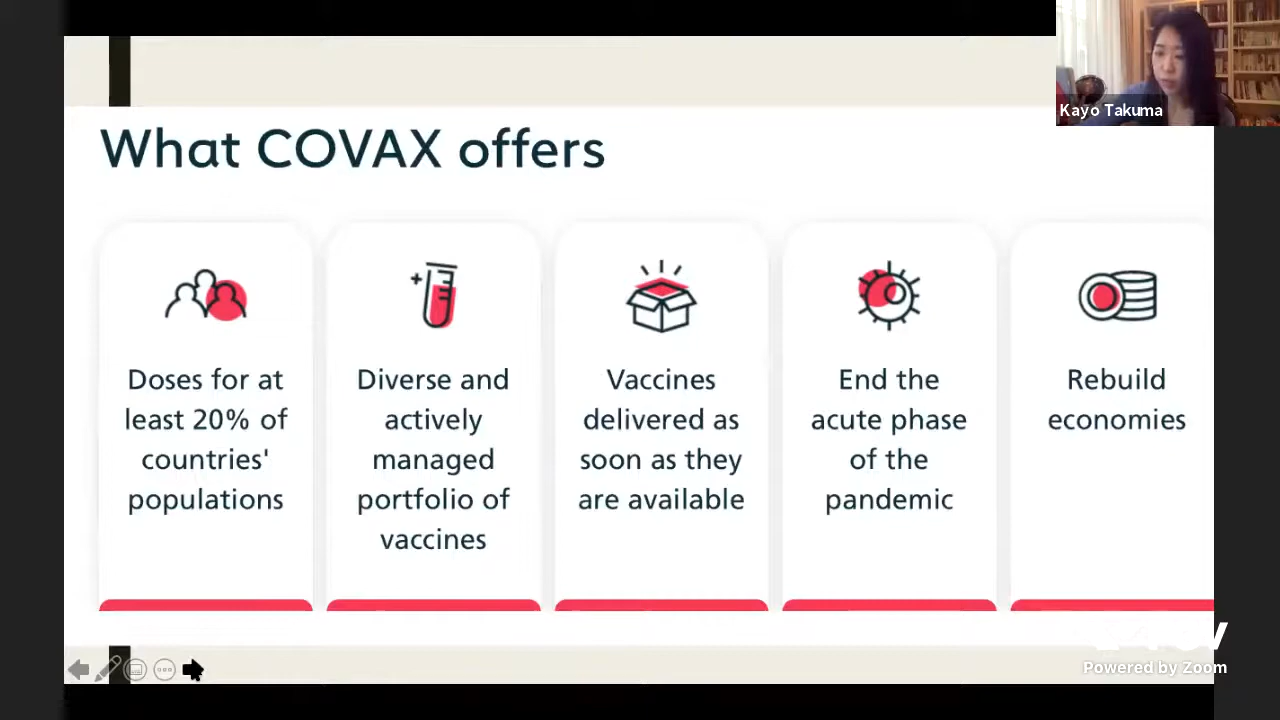 Kayo Takuma
What COVAX offers
Doses for at
least 20% of
countries'
populations
Diverse and
actively
managed
portfolio of
vaccines
Vaccines
delivered as
soon as they
are available
End the
acute phase
of the
pandemic
Rebuild
economies
Powered by Zoom